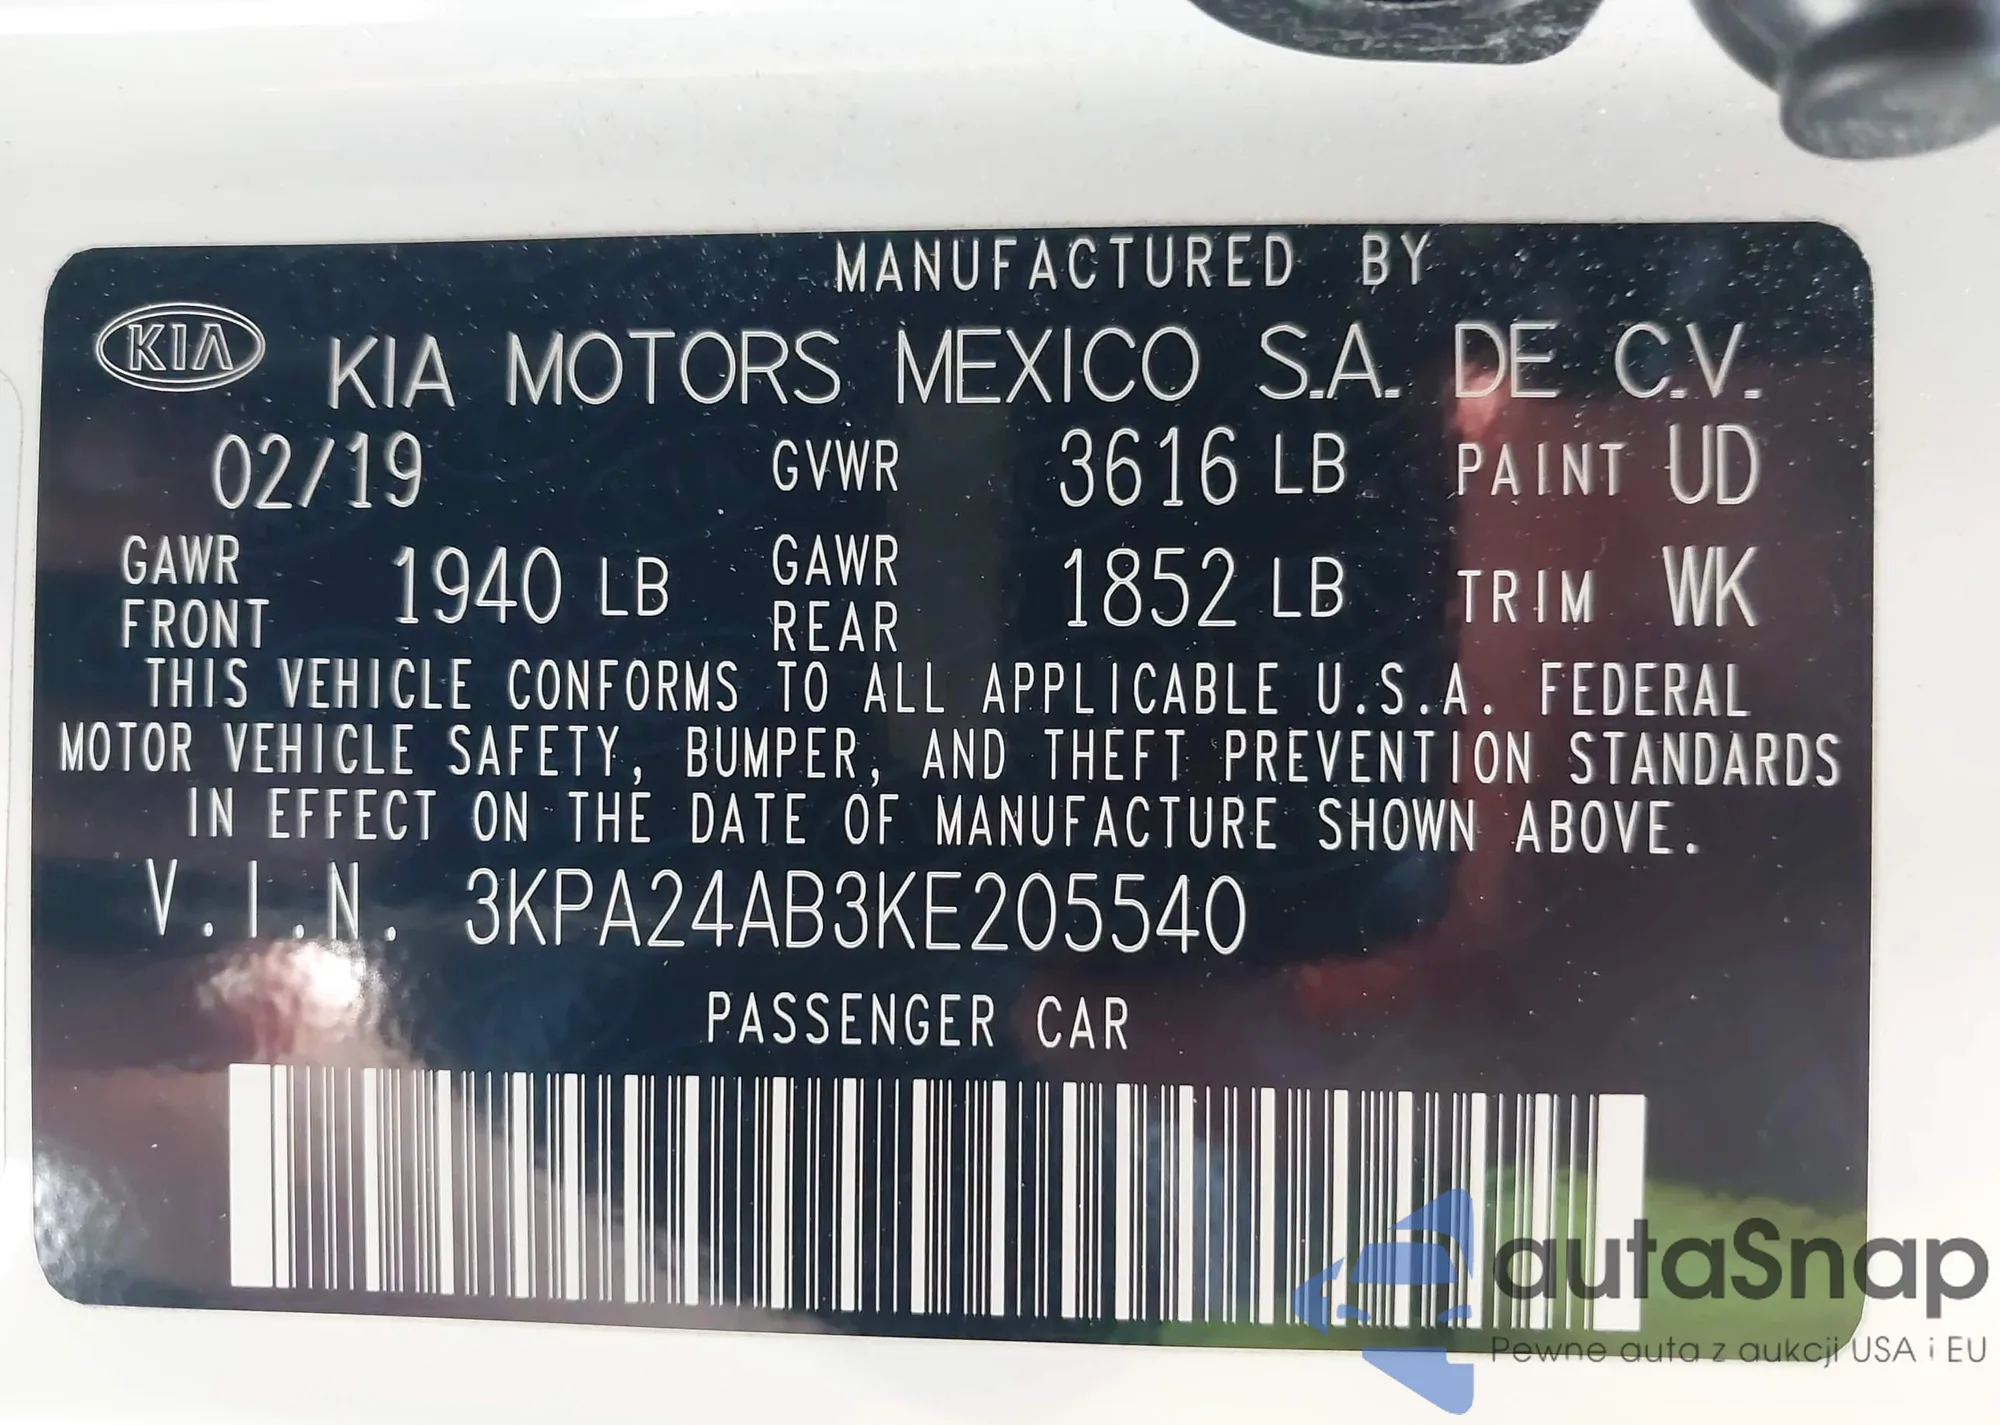 MANUFACTURED BY
KIA KIA MOTORS MEXICO S.A. DE C.V.
02/19 GVWR 3616 LB PAINT UD
GAWR FRONT 1940 LB GAWR REAR 1852 LB TRIM WK
THIS VEHICLE CONFORMS TO ALL APPLICABLE U.S.A. FEDERAL
MOTOR VEHICLE SAFETY, BUMPER, AND THEFT PREVENTION STANDARDS
IN EFFECT ON THE DATE OF MANUFACTURE SHOWN ABOVE.
V.I.N. 3KPA24AB3KE205540
PASSENGER CAR
autaSnap
Pewne auta z aukcji USA i EU